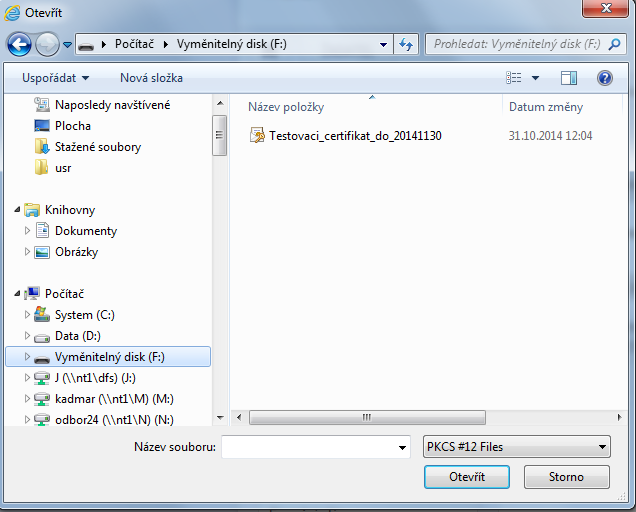 Otevřít
Počítač Vyměnitelný disk (F:)
Prohledat: Vyměnitelný disk (F:)
Uspořádat Nová složka
Naposledy navštívené
Plocha
Stažené soubory
usr
Knihovny
Dokumenty
Obrázky
Počítač
System (C:)
Data (D:)
Vyměnitelný disk (F:)
J (\\nt1\dfs) (J:)
kadmar (\\nt1\M) (M:)
odbor24 (\\nt1\N) (N:)
Název položky Datum změny
Testovaci_certifikat_do_20141130 31.10.2014 12:04
Název souboru: PKCS #12 Files
Otevřít Storno